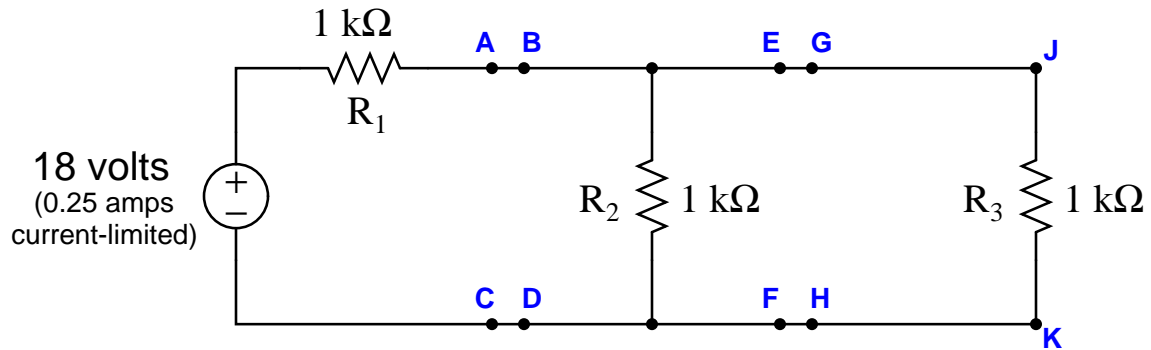 1 kΩ
R1
A B
E G
J
18 volts
(0.25 amps
current-limited)
+
−
R2 1 kΩ
R3 1 kΩ
C D
F H
K